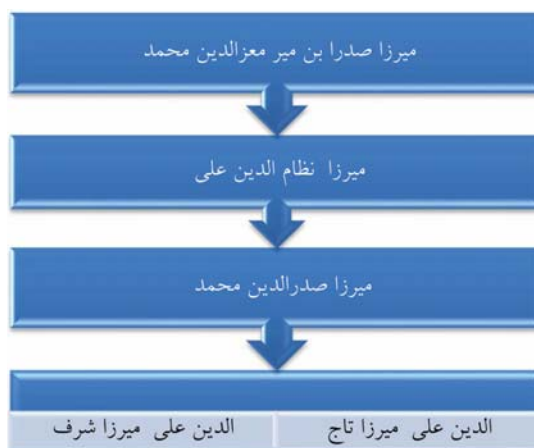 میرزا صدرا بن میر معزالدین محمد
میرزا نظام الدین علی
میرزا صدرالدین محمد
الدین علی میرزا تاج
الدین علی میرزا شرف